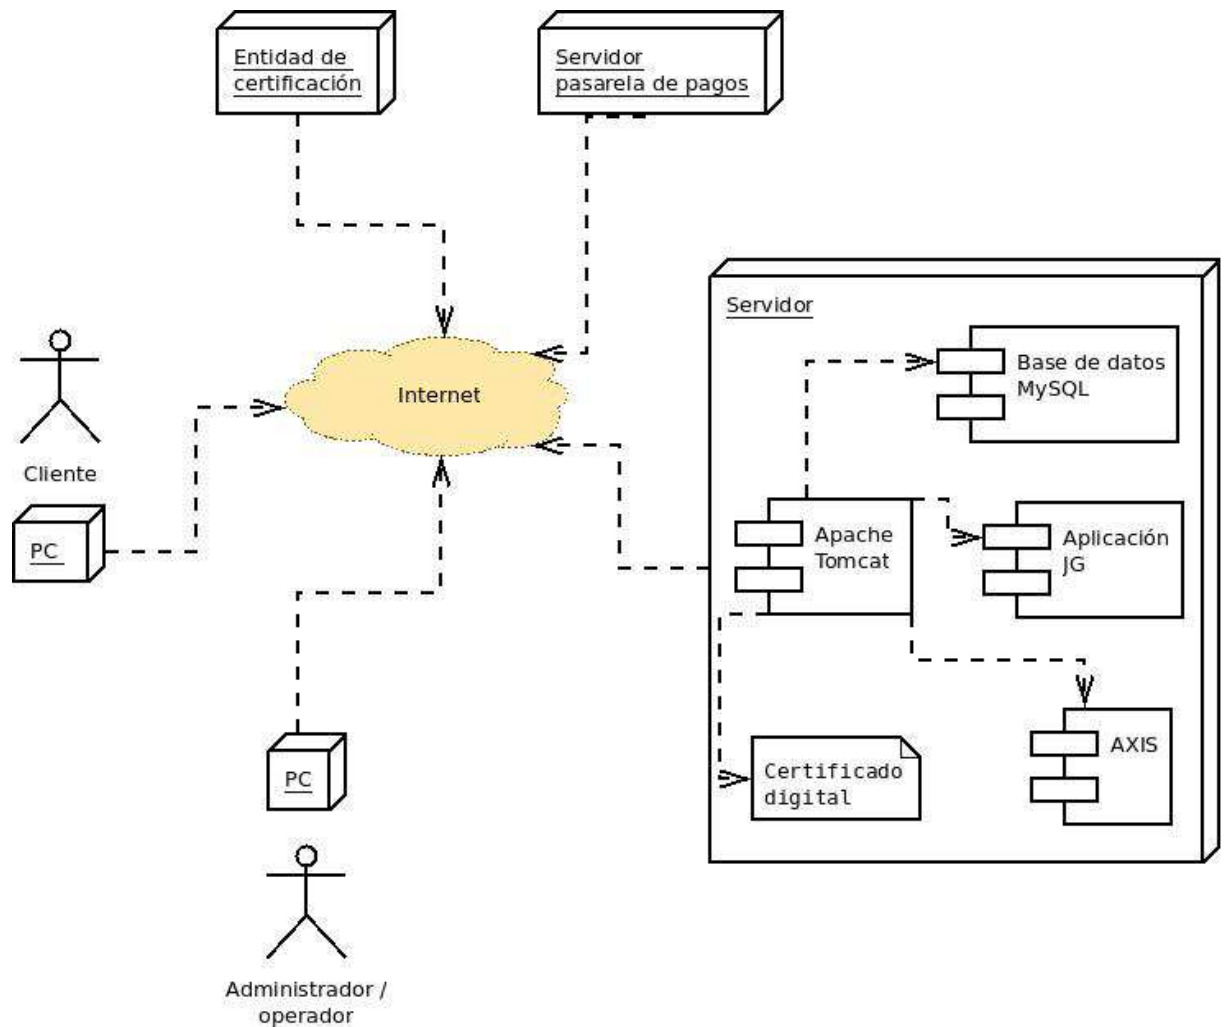 Entidad de
certificación
Servidor
pasarela de pagos
Servidor
Base de datos
MySQL
Internet
Cliente
PC
Apache
Tomcat
Aplicación
JG
AXIS
Certificado
digital
PC
Administrador /
operador